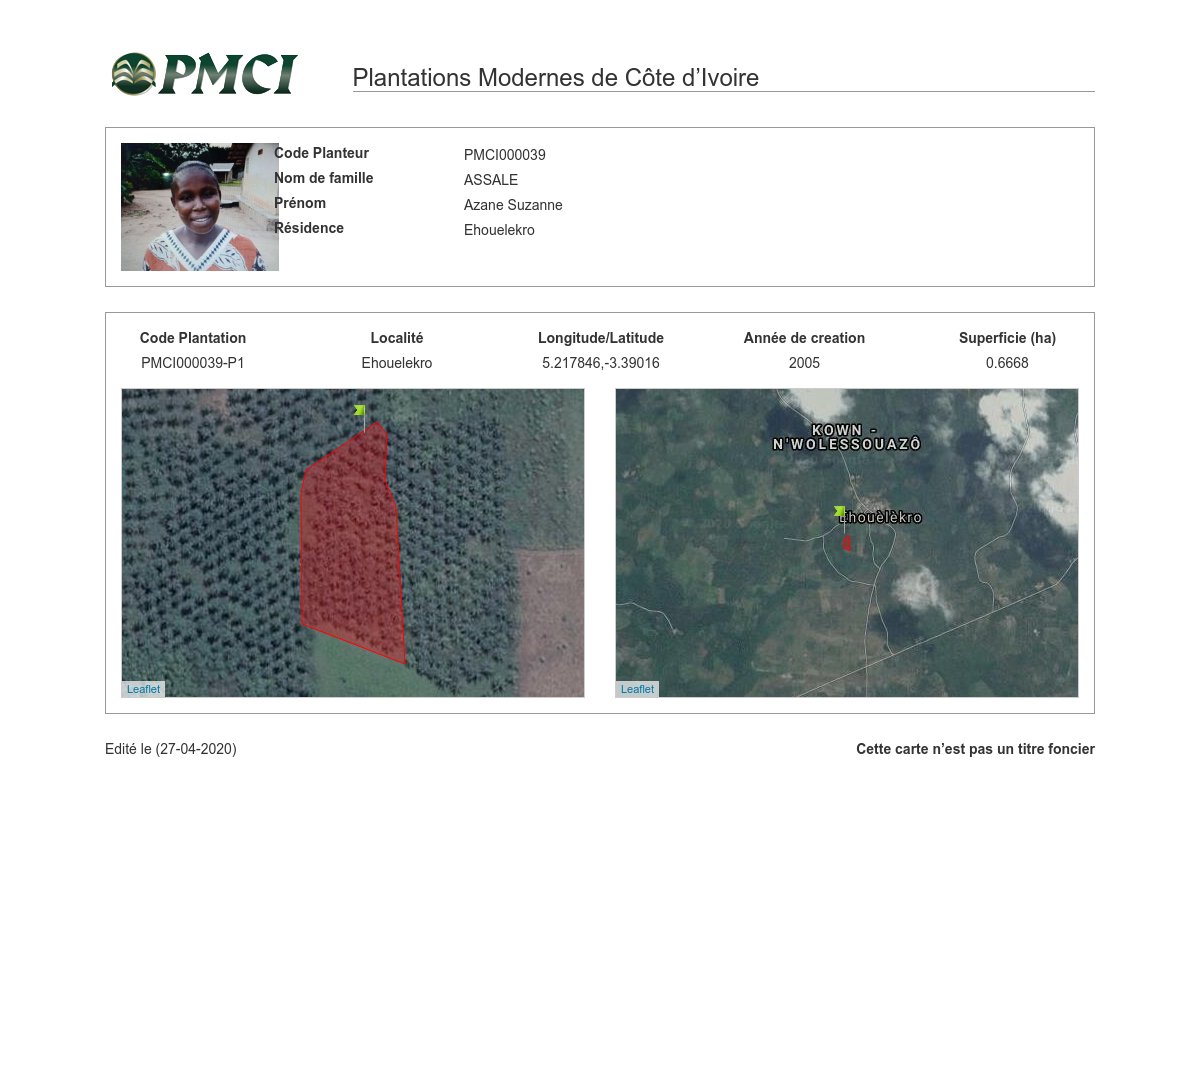 PMCI
Plantations Modernes de Côte d’Ivoire
Code Planteur PMCI000039
Nom de famille ASSALE
Prénom Azane Suzanne
Résidence Ehouelekro
Code Plantation Localité Longitude/Latitude Année de creation Superficie (ha)
PMCI000039-P1 Ehouelekro 5.217846,-3.39016 2005 0.6668
Leaflet
KOWN -
N'WOLESSOUAZÔ
Ehouèlèkro
Leaflet
Edité le (27-04-2020) Cette carte n’est pas un titre foncier